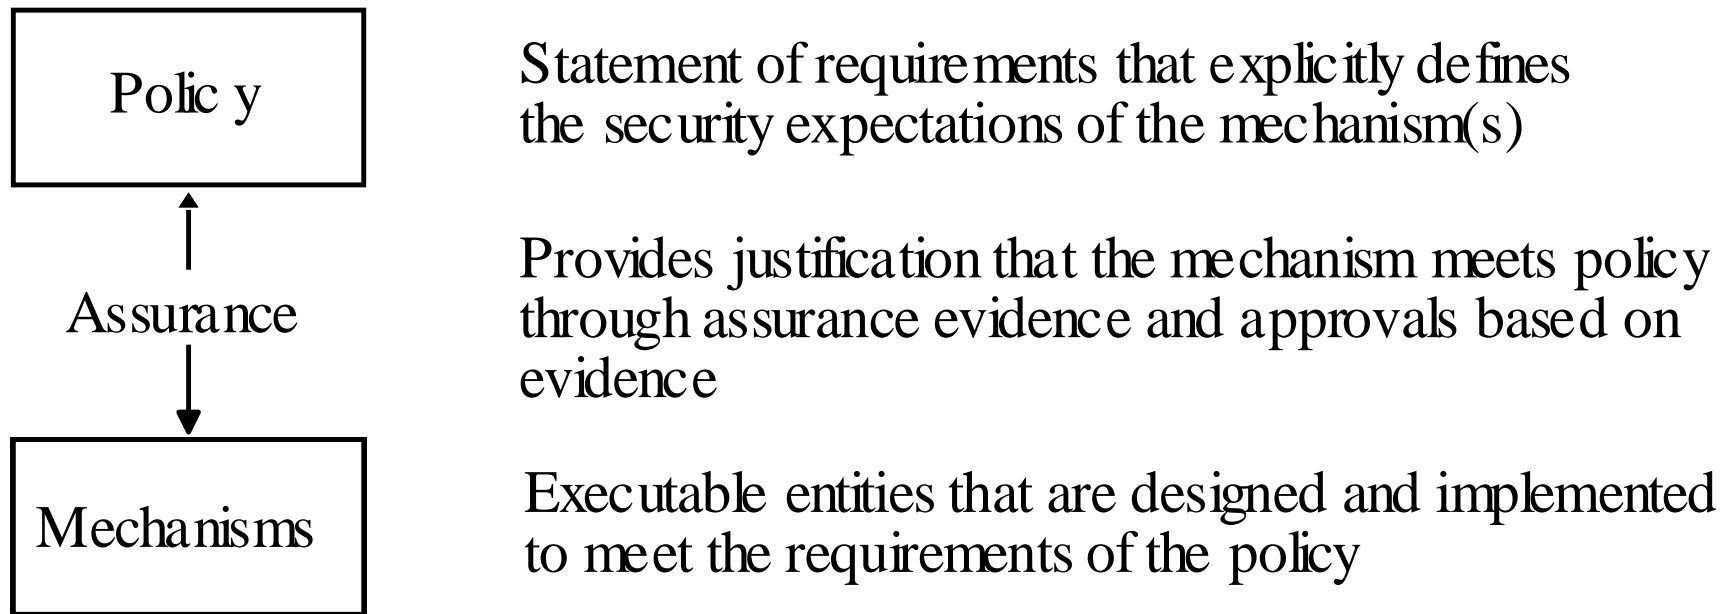 Policy
Statement of requirements that explicitly defines
the security expectations of the mechanism(s)
Assurance
Provides justification that the mechanism meets policy
through assurance evidence and approvals based on
evidence
Mechanisms
Executable entities that are designed and implemented
to meet the requirements of the policy